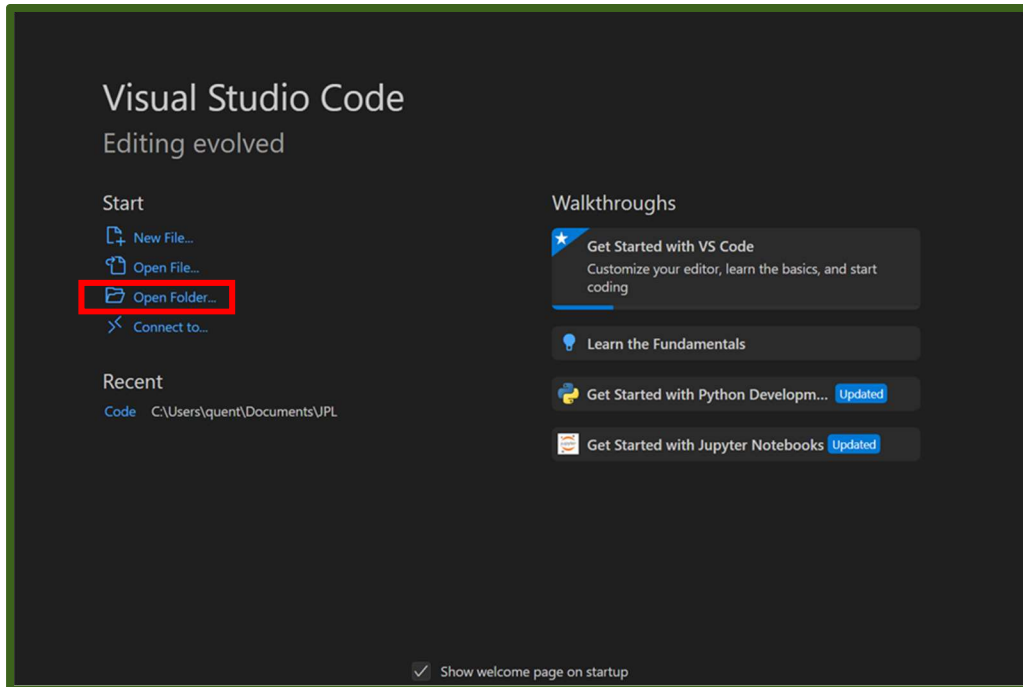 Visual Studio Code
Editing evolved
Start
New File...
Open File...
Open Folder...
Connect to...
Recent
Code C:\Users\quent\Documents\JPL
Walkthroughs
Get Started with VS Code
Customize your editor, learn the basics, and start
coding
Learn the Fundamentals
Get Started with Python Developm... Updated
Get Started with Jupyter Notebooks Updated
Show welcome page on startup